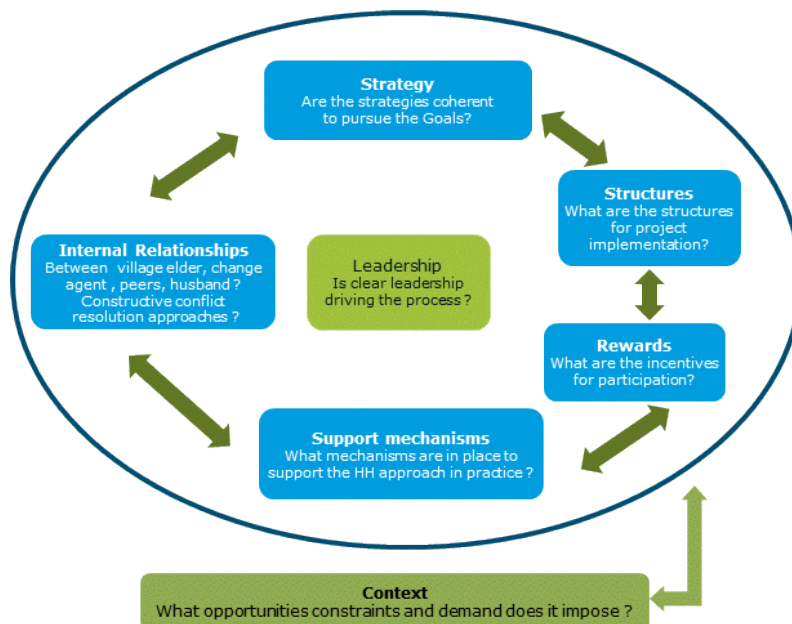 Strategy
Are the strategies coherent
to pursue the Goals?
Structures
What are the structures
for project
implementation?
Internal Relationships
Between village elder, change
agent , peers, husband ?
Constructive conflict
resolution approaches ?
Leadership
Is clear leadership
driving the process ?
Rewards
What are the incentives
for participation?
Support mechanisms
What mechanisms are in place to
support the HH approach in practice ?
Context
What opportunities constraints and demand does it impose ?